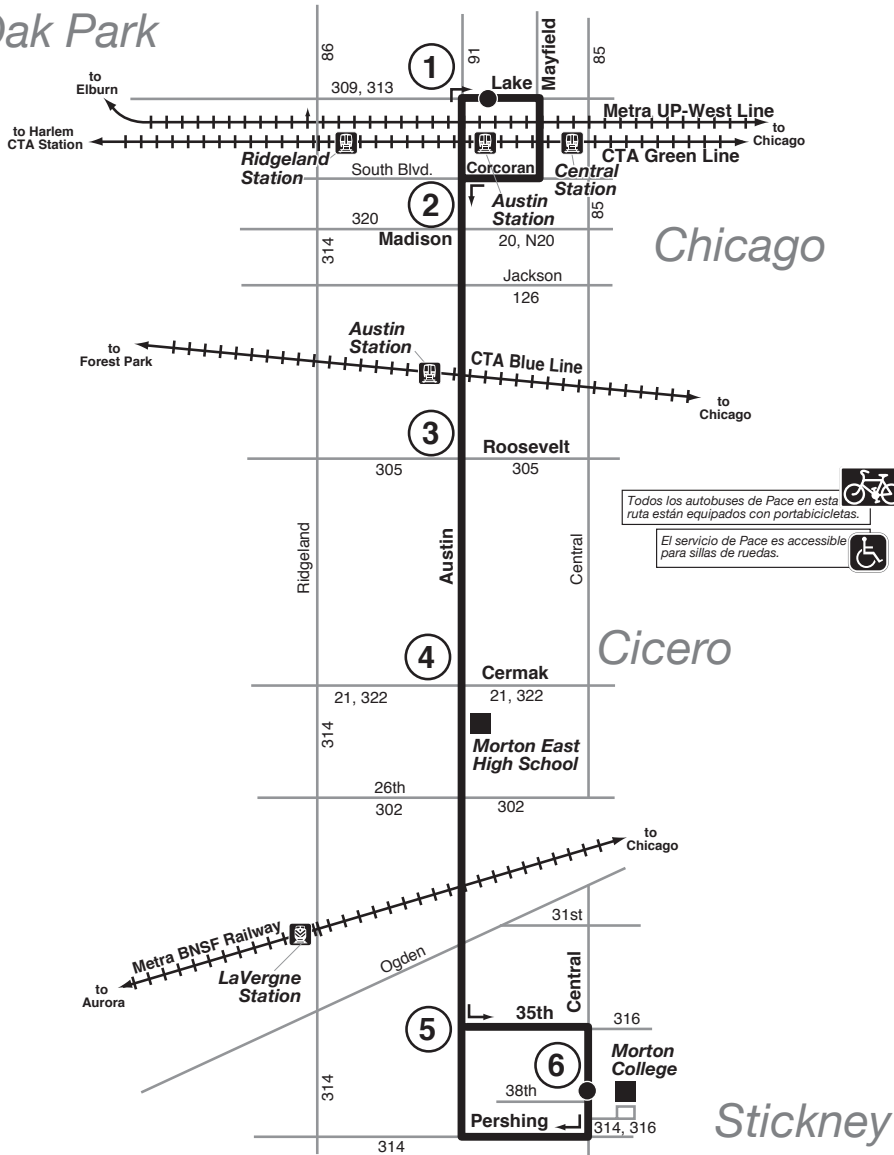 Oak Park
86
91
Mayfield
85
1
Lake
to
Elburn
309, 313
Metra UP-West Line
to Harlem
CTA Station
to
Chicago
CTA Green Line
Ridgeland
Station
South Blvd.
Corcoran
Central
Station
Austin
Station
2
85
320
Madison
20, N20
314
Chicago
Jackson
126
to
Forest Park
Austin
Station
CTA Blue Line
to
Chicago
3
Roosevelt
305
305
Todos los autobuses de Pace en esta
ruta están equipados con portabicicletas.
El servicio de Pace es accessible
para sillas de ruedas.
Ridgeland
Austin
Central
Cicero
4
Cermak
21, 322
21, 322
314
Morton East
High School
26th
302
302
to
Chicago
31st
Metra BNSF Railway
LaVergne
Station
to
Aurora
Ogden
Central
5
35th
316
6
Morton
College
38th
314
Pershing
314, 316
314
Stickney